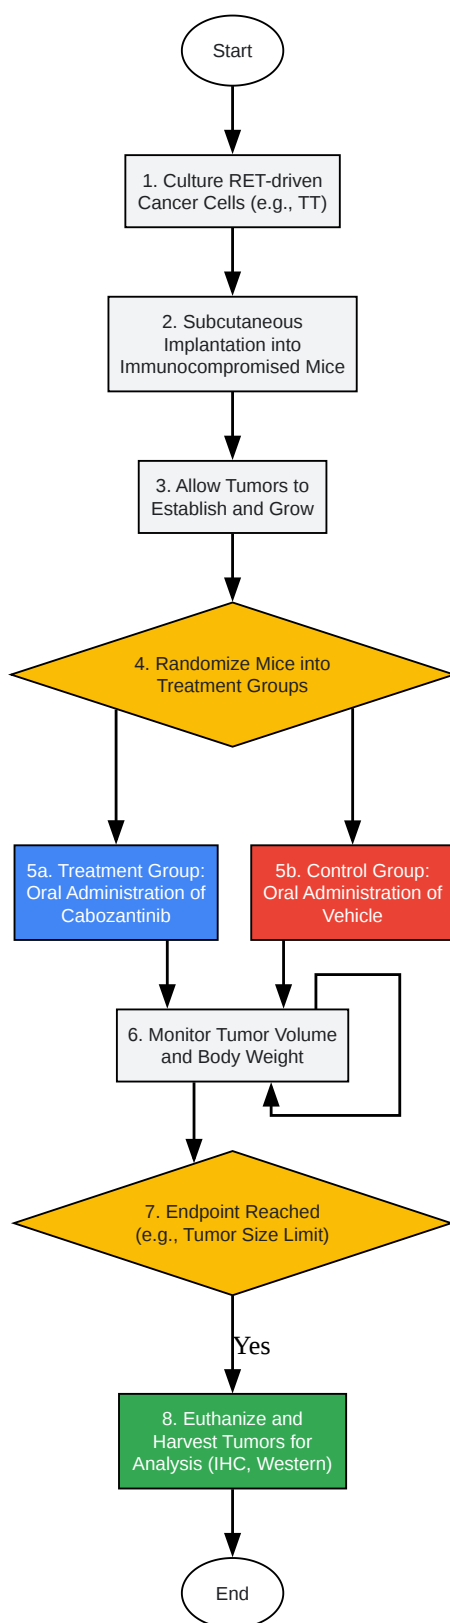 Start
1. Culture RET-driven
Cancer Cells (e.g., TT)
2. Subcutaneous
Implantation into
Immunocompromised Mice
3. Allow Tumors to
Establish and Grow
4. Randomize Mice into
Treatment Groups
5a. Treatment Group:
Oral Administration of
Cabozantinib
5b. Control Group:
Oral Administration of
Vehicle
6. Monitor Tumor Volume
and Body Weight
7. Endpoint Reached
(e.g., Tumor Size Limit)
Yes
8. Euthanize and
Harvest Tumors for
Analysis (IHC, Western)
End